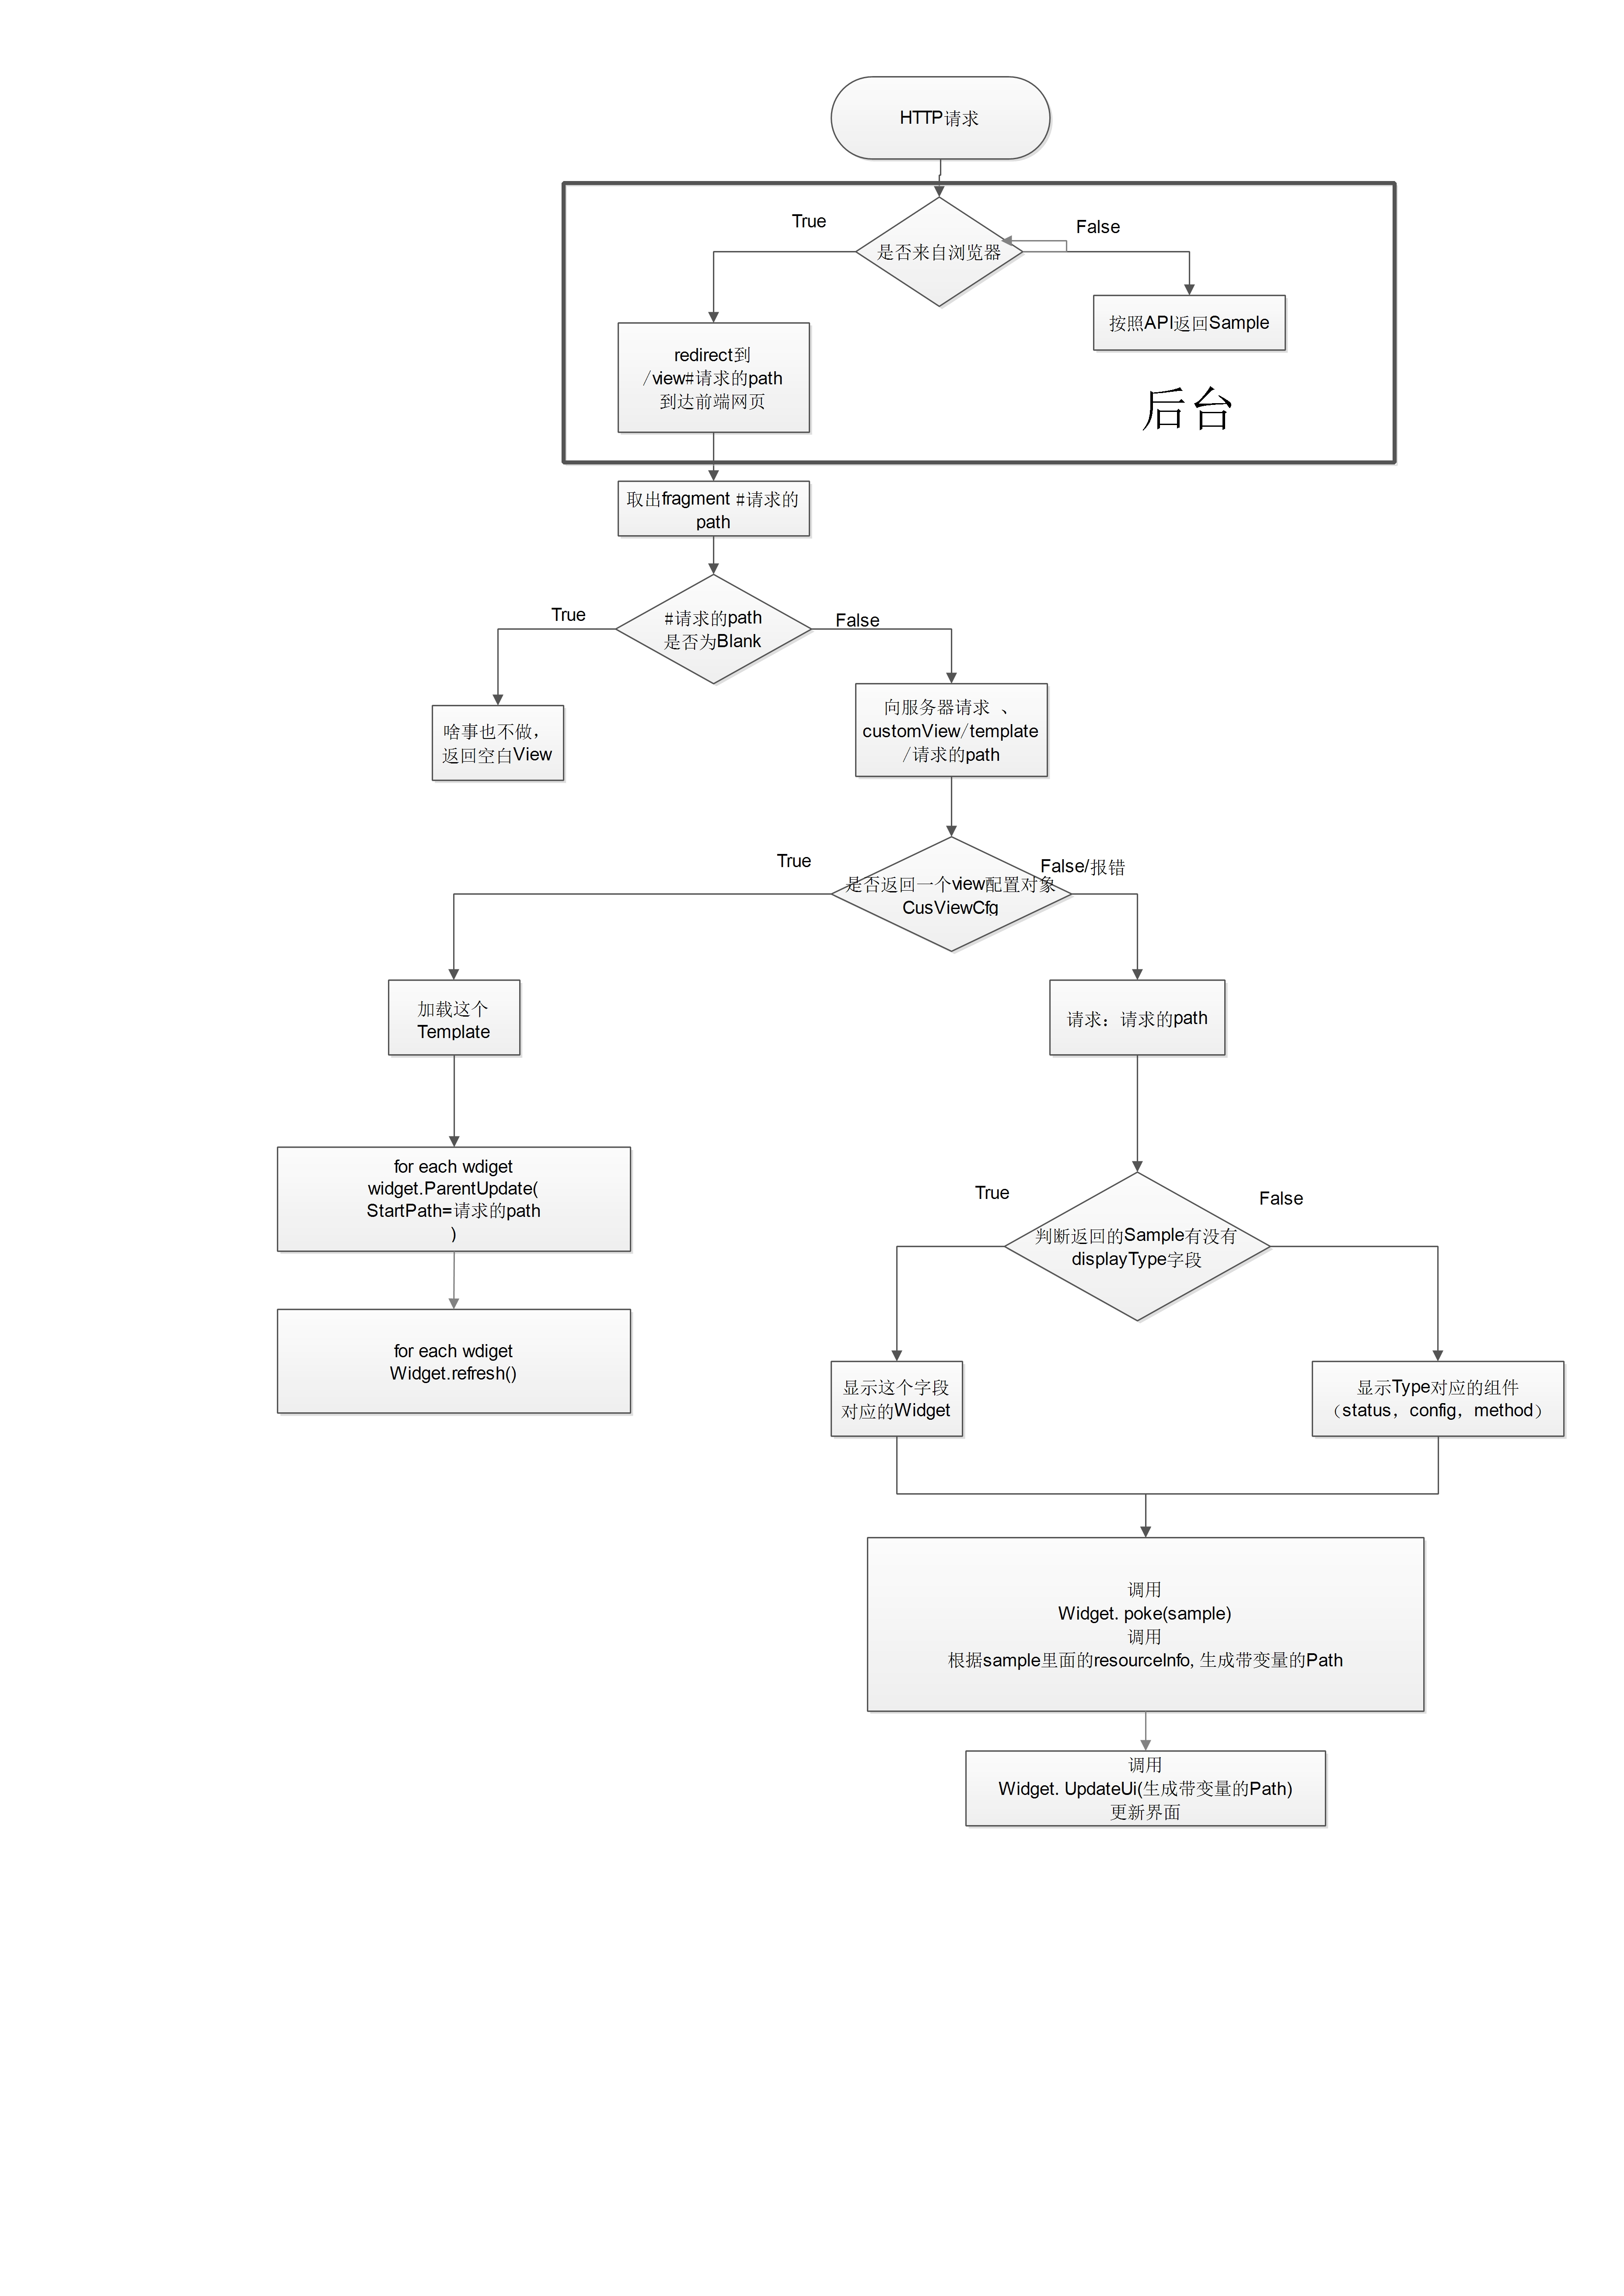 HTTP请求
True
False
是否来自浏览器
按照API返回Sample
redirect到
/view#请求的path
到达前端网页
后台
取出fragment #请求的
path
True
#请求的path
是否为Blank
False
啥事也不做，
返回空白View
向服务器请求 、
customView/template
/请求的path
True
False/报错
是否返回一个view配置对象
CusViewCfg
加载这个
Template
请求：请求的path
for each wdiget
widget.ParentUpdate(
StartPath=请求的path
)
True
False
判断返回的Sample有没有
displayType字段
for each wdiget
Widget.refresh()
显示这个字段
对应的Widget
显示Type对应的组件
（status，config，method）
调用
Widget. poke(sample)
调用
根据sample里面的resourceInfo, 生成带变量的Path
调用
Widget. UpdateUi(生成带变量的Path)
更新界面